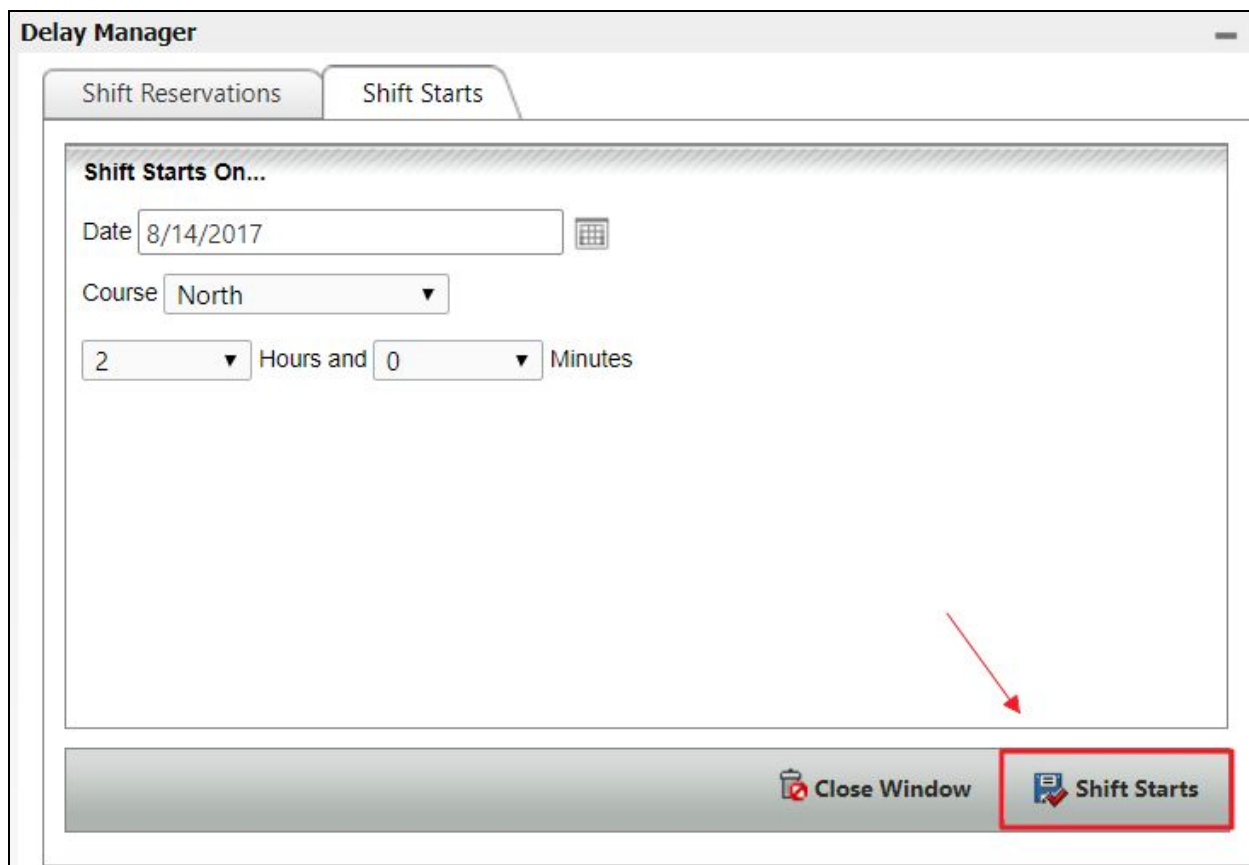 Delay Manager
Shift Reservations Shift Starts
Shift Starts On...
Date 8/14/2017
Course North
2 Hours and 0 Minutes
Close Window Shift Starts